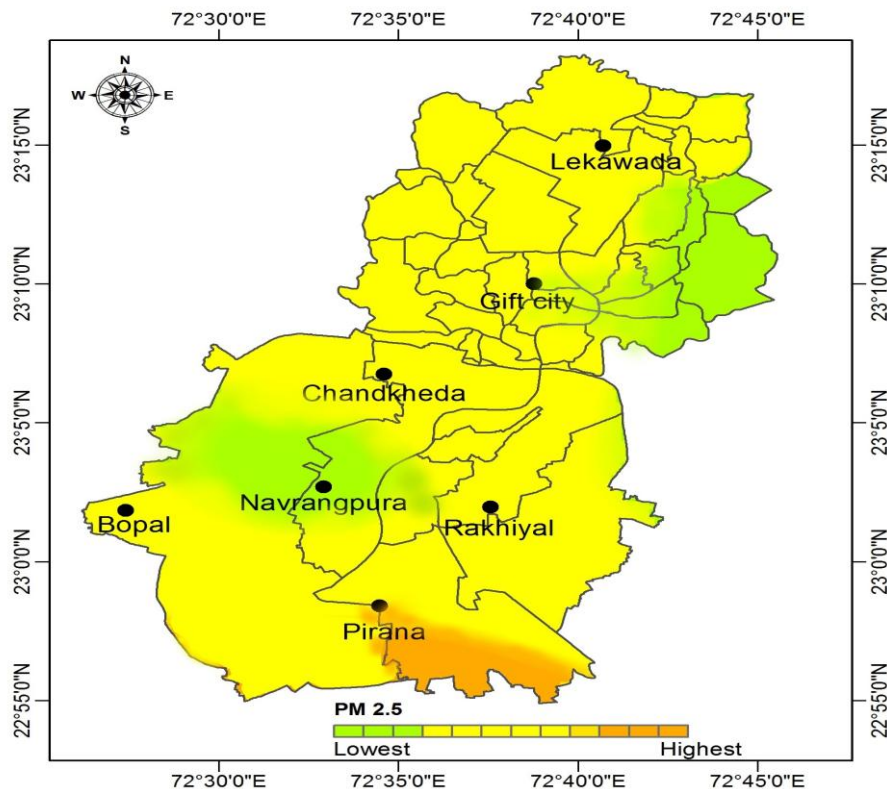 72°30'0"E 72°35'0"E 72°40'0"E 72°45'0"E
N
W E
S
23°15'0"N 23°15'0"N
Lekawada
23°10'0"N 23°10'0"N
Gift city
Chandkheda
23°5'0"N 23°5'0"N
Navrangpura
Bopal
Rakhiyal
23°0'0"N 23°0'0"N
Pirana
22°55'0"N 22°55'0"N
PM 2.5
Lowest Highest
72°30'0"E 72°35'0"E 72°40'0"E 72°45'0"E